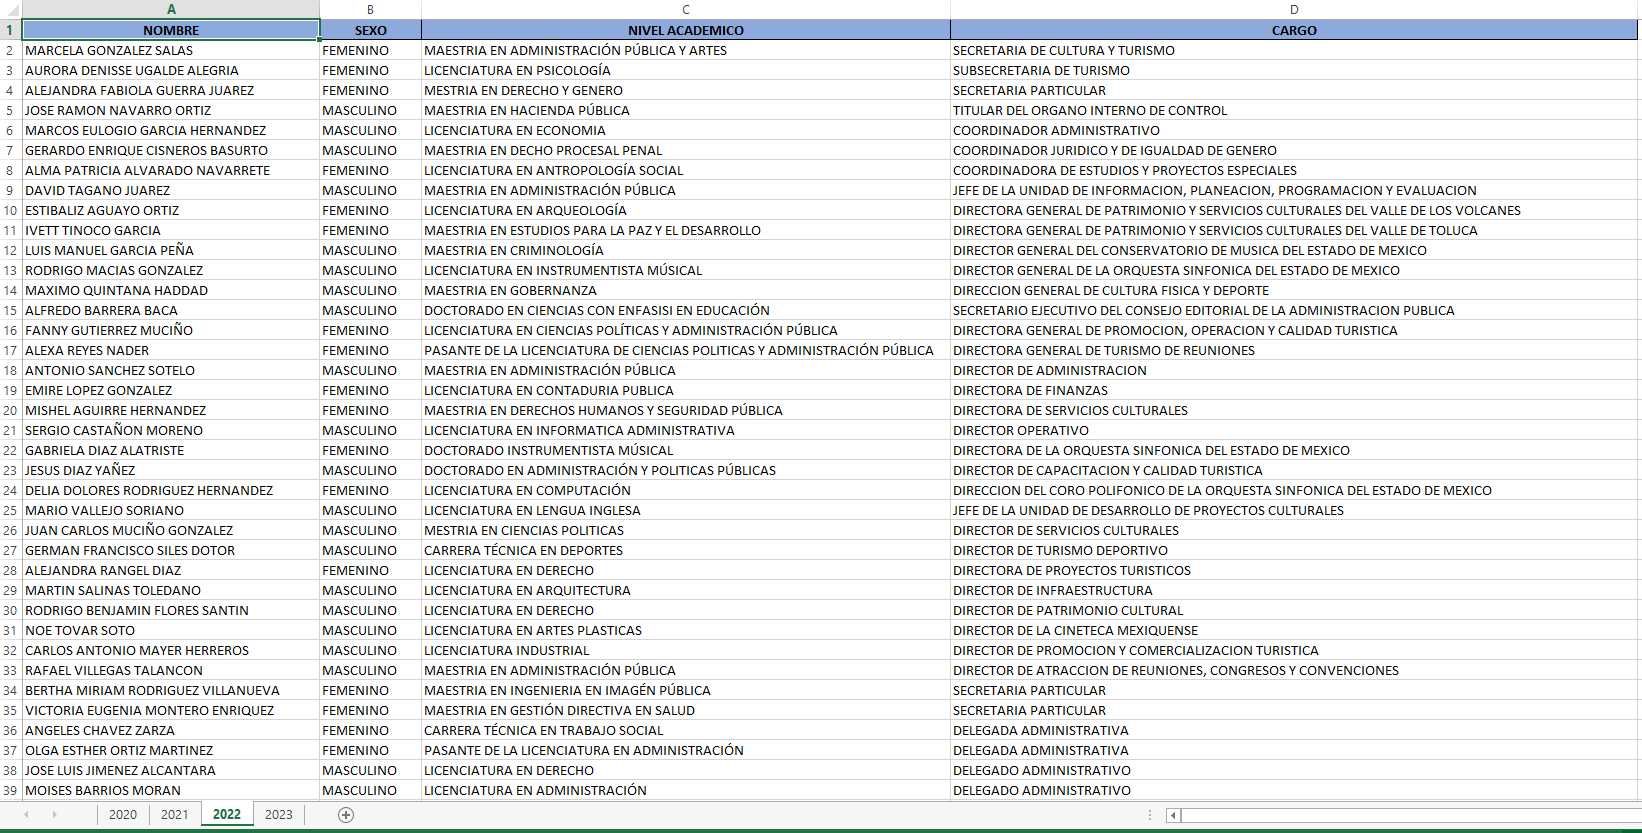 A B C D
1 NOMBRE SEXO NIVEL ACADEMICO CARGO
2 MARCELA GONZALEZ SALAS FEMENINO MAESTRIA EN ADMINISTRACIÓN PÚBLICA Y ARTES SECRETARIA DE CULTURA Y TURISMO
3 AURORA DENISSE UGALDE ALEGRIA FEMENINO LICENCIATURA EN PSICOLOGÍA SUBSECRETARIA DE TURISMO
4 ALEJANDRA FABIOLA GUERRA JUAREZ FEMENINO MESTRIA EN DERECHO Y GENERO SECRETARIA PARTICULAR
5 JOSE RAMON NAVARRO ORTIZ MASCULINO MAESTRIA EN HACIENDA PÚBLICA TITULAR DEL ORGANO INTERNO DE CONTROL
6 MARCOS EULOGIO GARCIA HERNANDEZ MASCULINO LICENCIATURA EN ECONOMIA COORDINADOR ADMINISTRATIVO
7 GERARDO ENRIQUE CISNEROS BASURTO MASCULINO MAESTRIA EN DECHO PROCESAL PENAL COORDINADOR JURIDICO Y DE IGUALDAD DE GENERO
8 ALMA PATRICIA ALVARADO NAVARRETE FEMENINO LICENCIATURA EN ANTROPOLOGÍA SOCIAL COORDINADORA DE ESTUDIOS Y PROYECTOS ESPECIALES
9 DAVID TAGANO JUAREZ MASCULINO MAESTRIA EN ADMINISTRACIÓN PÚBLICA JEFE DE LA UNIDAD DE INFORMACION, PLANEACION, PROGRAMACION Y EVALUACION
10 ESTIBALIZ AGUAYO ORTIZ FEMENINO LICENCIATURA EN ARQUEOLOGÍA DIRECTORA GENERAL DE PATRIMONIO Y SERVICIOS CULTURALES DEL VALLE DE LOS VOLCANES
11 IVETT TINOCO GARCIA FEMENINO MAESTRIA EN ESTUDIOS PARA LA PAZ Y EL DESARROLLO DIRECTORA GENERAL DE PATRIMONIO Y SERVICIOS CULTURALES DEL VALLE DE TOLUCA
12 LUIS MANUEL GARCIA PEÑA MASCULINO MAESTRIA EN CRIMINOLOGÍA DIRECTOR GENERAL DEL CONSERVATORIO DE MUSICA DEL ESTADO DE MEXICO
13 RODRIGO MACIAS GONZALEZ MASCULINO LICENCIATURA EN INSTRUMENTISTA MÚSICAL DIRECTOR GENERAL DE LA ORQUESTA SINFONICA DEL ESTADO DE MEXICO
14 MAXIMO QUINTANA HADDAD MASCULINO MAESTRIA EN GOBERNANZA DIRECCION GENERAL DE CULTURA FISICA Y DEPORTE
15 ALFREDO BARRERA BACA MASCULINO DOCTORADO EN CIENCIAS CON ENFASISI EN EDUCACIÓN SECRETARIO EJECUTIVO DEL CONSEJO EDITORIAL DE LA ADMINISTRACION PUBLICA
16 FANNY GUTIERREZ MUCIÑO FEMENINO LICENCIATURA EN CIENCIAS POLÍTICAS Y ADMINISTRACIÓN PÚBLICA DIRECTORA GENERAL DE PROMOCION, OPERACION Y CALIDAD TURISTICA
17 ALEXA REYES NADER FEMENINO PASANTE DE LA LICENCIATURA DE CIENCIAS POLITICAS Y ADMINISTRACIÓN PÚBLICA DIRECTORA GENERAL DE TURISMO DE REUNIONES
18 ANTONIO SANCHEZ SOTELO MASCULINO MAESTRIA EN ADMINISTRACIÓN PÚBLICA DIRECTOR DE ADMINISTRACION
19 EMIRE LOPEZ GONZALEZ FEMENINO LICENCIATURA EN CONTADURIA PUBLICA DIRECTORA DE FINANZAS
20 MISHEL AGUIRRE HERNANDEZ FEMENINO MAESTRIA EN DERECHOS HUMANOS Y SEGURIDAD PÚBLICA DIRECTORA DE SERVICIOS CULTURALES
21 SERGIO CASTAÑON MORENO MASCULINO LICENCIATURA EN INFORMATICA ADMINISTRATIVA DIRECTOR OPERATIVO
22 GABRIELA DIAZ ALATRISTE FEMENINO DOCTORADO INSTRUMENTISTA MÚSICAL DIRECTORA DE LA ORQUESTA SINFONICA DEL ESTADO DE MEXICO
23 JESUS DIAZ YAÑEZ MASCULINO DOCTORADO EN ADMINISTRACIÓN Y POLITICAS PÚBLICAS DIRECTOR DE CAPACITACION Y CALIDAD TURISTICA
24 DELIA DOLORES RODRIGUEZ HERNANDEZ FEMENINO LICENCIATURA EN COMPUTACIÓN DIRECCION DEL CORO POLIFONICO DE LA ORQUESTA SINFONICA DEL ESTADO DE MEXICO
25 MARIO VALLEJO SORIANO MASCULINO LICENCIATURA EN LENGUA INGLESA JEFE DE LA UNIDAD DE DESARROLLO DE PROYECTOS CULTURALES
26 JUAN CARLOS MUCIÑO GONZALEZ MASCULINO MESTRIA EN CIENCIAS POLITICAS DIRECTOR DE SERVICIOS CULTURALES
27 GERMAN FRANCISCO SILES DOTOR MASCULINO CARRERA TÉCNICA EN DEPORTES DIRECTOR DE TURISMO DEPORTIVO
28 ALEJANDRA RANGEL DIAZ FEMENINO LICENCIATURA EN DERECHO DIRECTORA DE PROYECTOS TURISTICOS
29 MARTIN SALINAS TOLEDANO MASCULINO LICENCIATURA EN ARQUITECTURA DIRECTOR DE INFRAESTRUCTURA
30 RODRIGO BENJAMIN FLORES SANTIN MASCULINO LICENCIATURA EN DERECHO DIRECTOR DE PATRIMONIO CULTURAL
31 NOE TOVAR SOTO MASCULINO LICENCIATURA EN ARTES PLASTICAS DIRECTOR DE LA CINETECA MEXIQUENSE
32 CARLOS ANTONIO MAYER HERREROS MASCULINO LICENCIATURA INDUSTRIAL DIRECTOR DE PROMOCION Y COMERCIALIZACION TURISTICA
33 RAFAEL VILLEGAS TALANCON MASCULINO MAESTRIA EN ADMINISTRACIÓN PÚBLICA DIRECTOR DE ATRACCION DE REUNIONES, CONGRESOS Y CONVENCIONES
34 BERTHA MIRIAM RODRIGUEZ VILLANUEVA FEMENINO MAESTRIA EN INGENIERIA EN IMAGÉN PÚBLICA SECRETARIA PARTICULAR
35 VICTORIA EUGENIA MONTERO ENRIQUEZ FEMENINO MAESTRIA EN GESTIÓN DIRECTIVA EN SALUD SECRETARIA PARTICULAR
36 ANGELES CHAVEZ ZARZA FEMENINO CARRERA TÉCNICA EN TRABAJO SOCIAL DELEGADA ADMINISTRATIVA
37 OLGA ESTHER ORTIZ MARTINEZ FEMENINO PASANTE DE LA LICENCIATURA EN ADMINISTRACIÓN DELEGADA ADMINISTRATIVA
38 JOSE LUIS JIMENEZ ALCANTARA MASCULINO LICENCIATURA EN DERECHO DELEGADO ADMINISTRATIVO
39 MOISES BARRIOS MORAN MASCULINO LICENCIATURA EN ADMINISTRACIÓN DELEGADO ADMINISTRATIVO
2020 2021 2022 2023